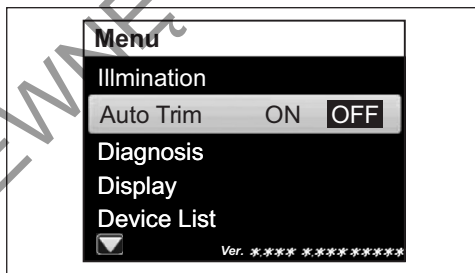 Menu
Illmination
Auto Trim ON OFF
Diagnosis
Display
Device List
Ver. *.*** *.*********